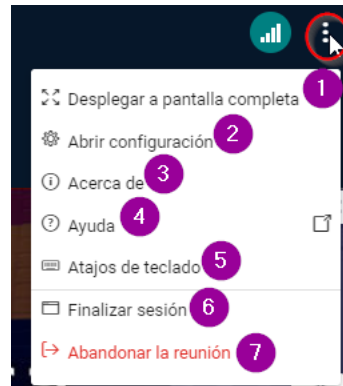 Desplegar a pantalla completa 1
Abrir configuración 2
Acerca de 3
Ayuda 4
Atajos de teclado 5
Finalizar sesión 6
Abandonar la reunión 7